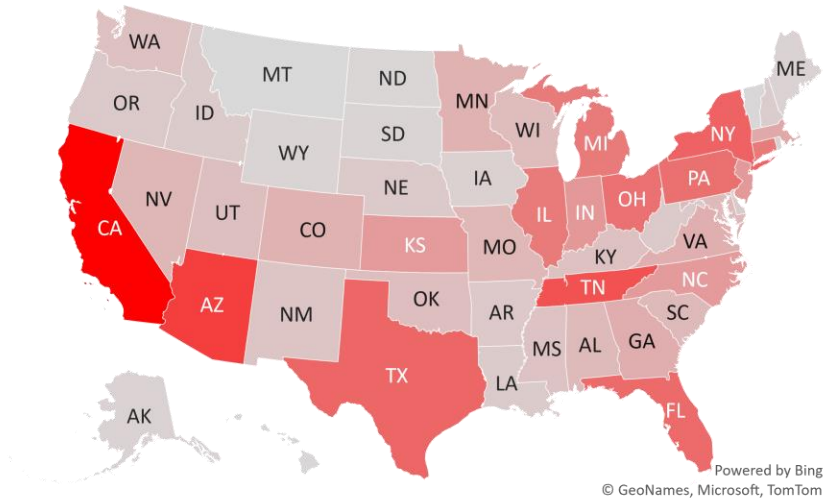 WA
ME
MT
ND
MN
OR
ID
WI
SD
MI
NY
WY
IA
PA
NE
OH
NV
IL
IN
UT
CO
CA
KS
MO
VA
KY
NC
TN
AZ
OK
NM
AR
SC
MS
AL
GA
TX
LA
FL
AK
Powered by Bing
© GeoNames, Microsoft, TomTom